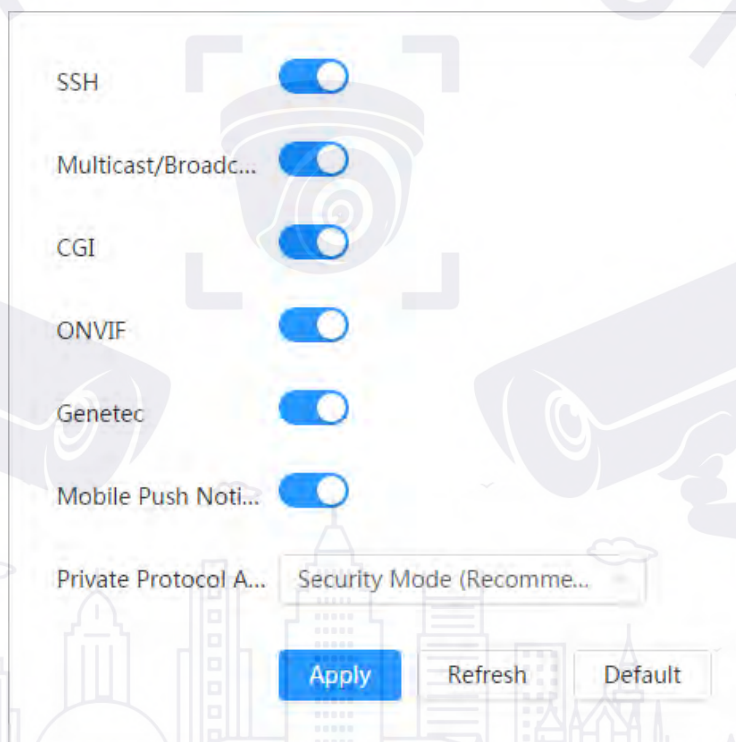 SSH
Multicast/Broadc...
CGI
ONVIF
Genetec
Mobile Push Noti...
Private Protocol A... Security Mode (Recomme...
Apply Refresh Default